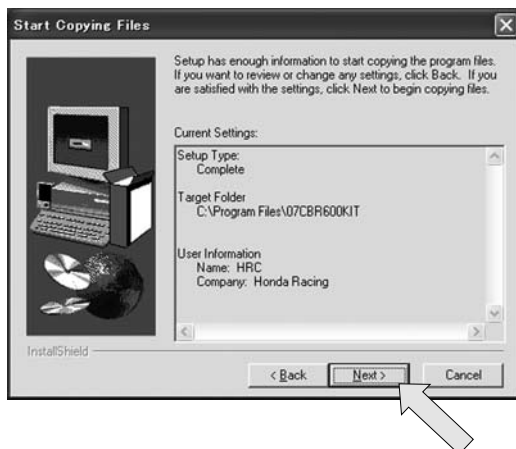 Start Copying Files
Setup has enough information to start copying the program files.
If you want to review or change any settings, click Back. If you
are satisfied with the settings, click Next to begin copying files.
Current Settings:
Setup Type:
Complete
Target Folder
C:\Program Files\07CBR600KIT
User Information
Name: HRC
Company: Honda Racing
InstallShield
< Back
Next >
Cancel